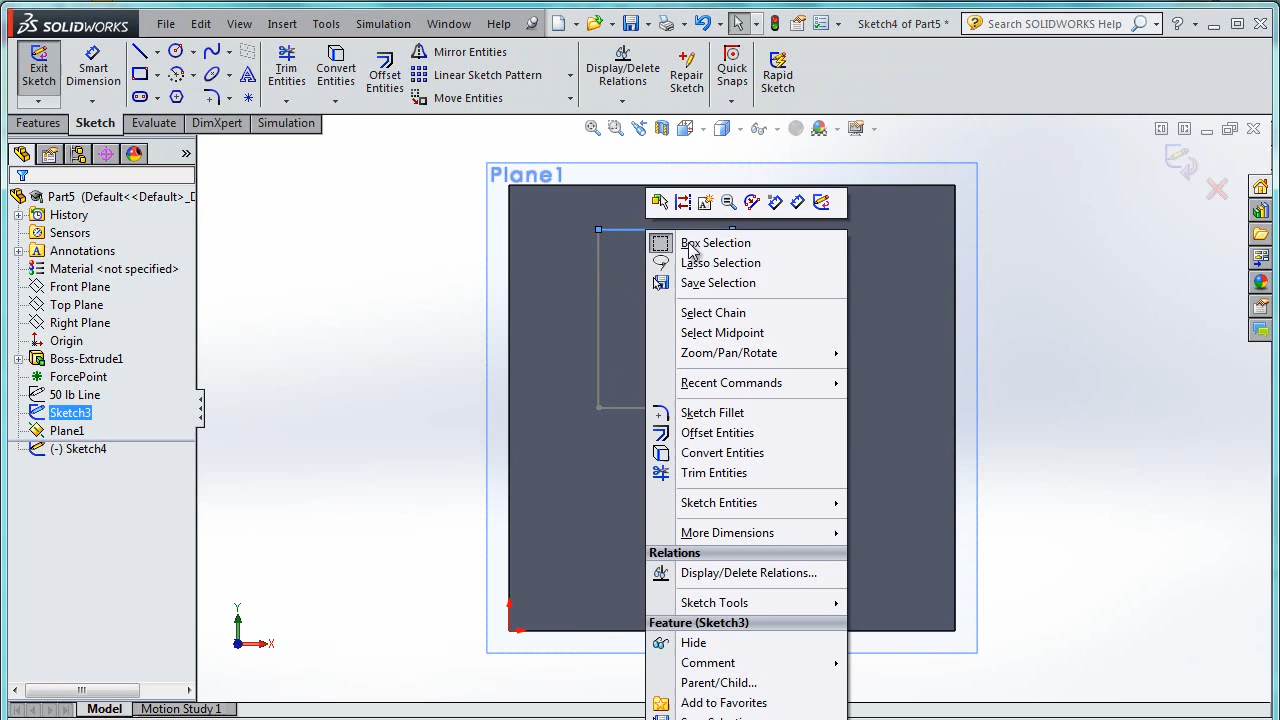 SOLIDWORKS File Edit View Insert Tools Simulation Window Help Sketch4 of Part5 * Search SOLIDWORKS Help
Exit Sketch
Smart Dimension
Trim Entities
Convert Entities
Offset Entities
Mirror Entities
Linear Sketch Pattern
Move Entities
Display/Delete Relations
Repair Sketch
Quick Snaps
Rapid Sketch
Features Sketch Evaluate DimXpert Simulation
Part5 (Default<<Default>_D
History
Sensors
Annotations
Material <not specified>
Front Plane
Top Plane
Right Plane
Origin
Boss-Extrude1
ForcePoint
50 lb Line
Sketch3
Plane1
(-) Sketch4
Plane1
Box Selection
Lasso Selection
Save Selection
Select Chain
Select Midpoint
Zoom/Pan/Rotate
Recent Commands
Sketch Fillet
Offset Entities
Convert Entities
Trim Entities
Sketch Entities
More Dimensions
Relations
Display/Delete Relations...
Sketch Tools
Feature (Sketch3)
Hide
Comment
Parent/Child...
Add to Favorites
Y
X
Model Motion Study 1